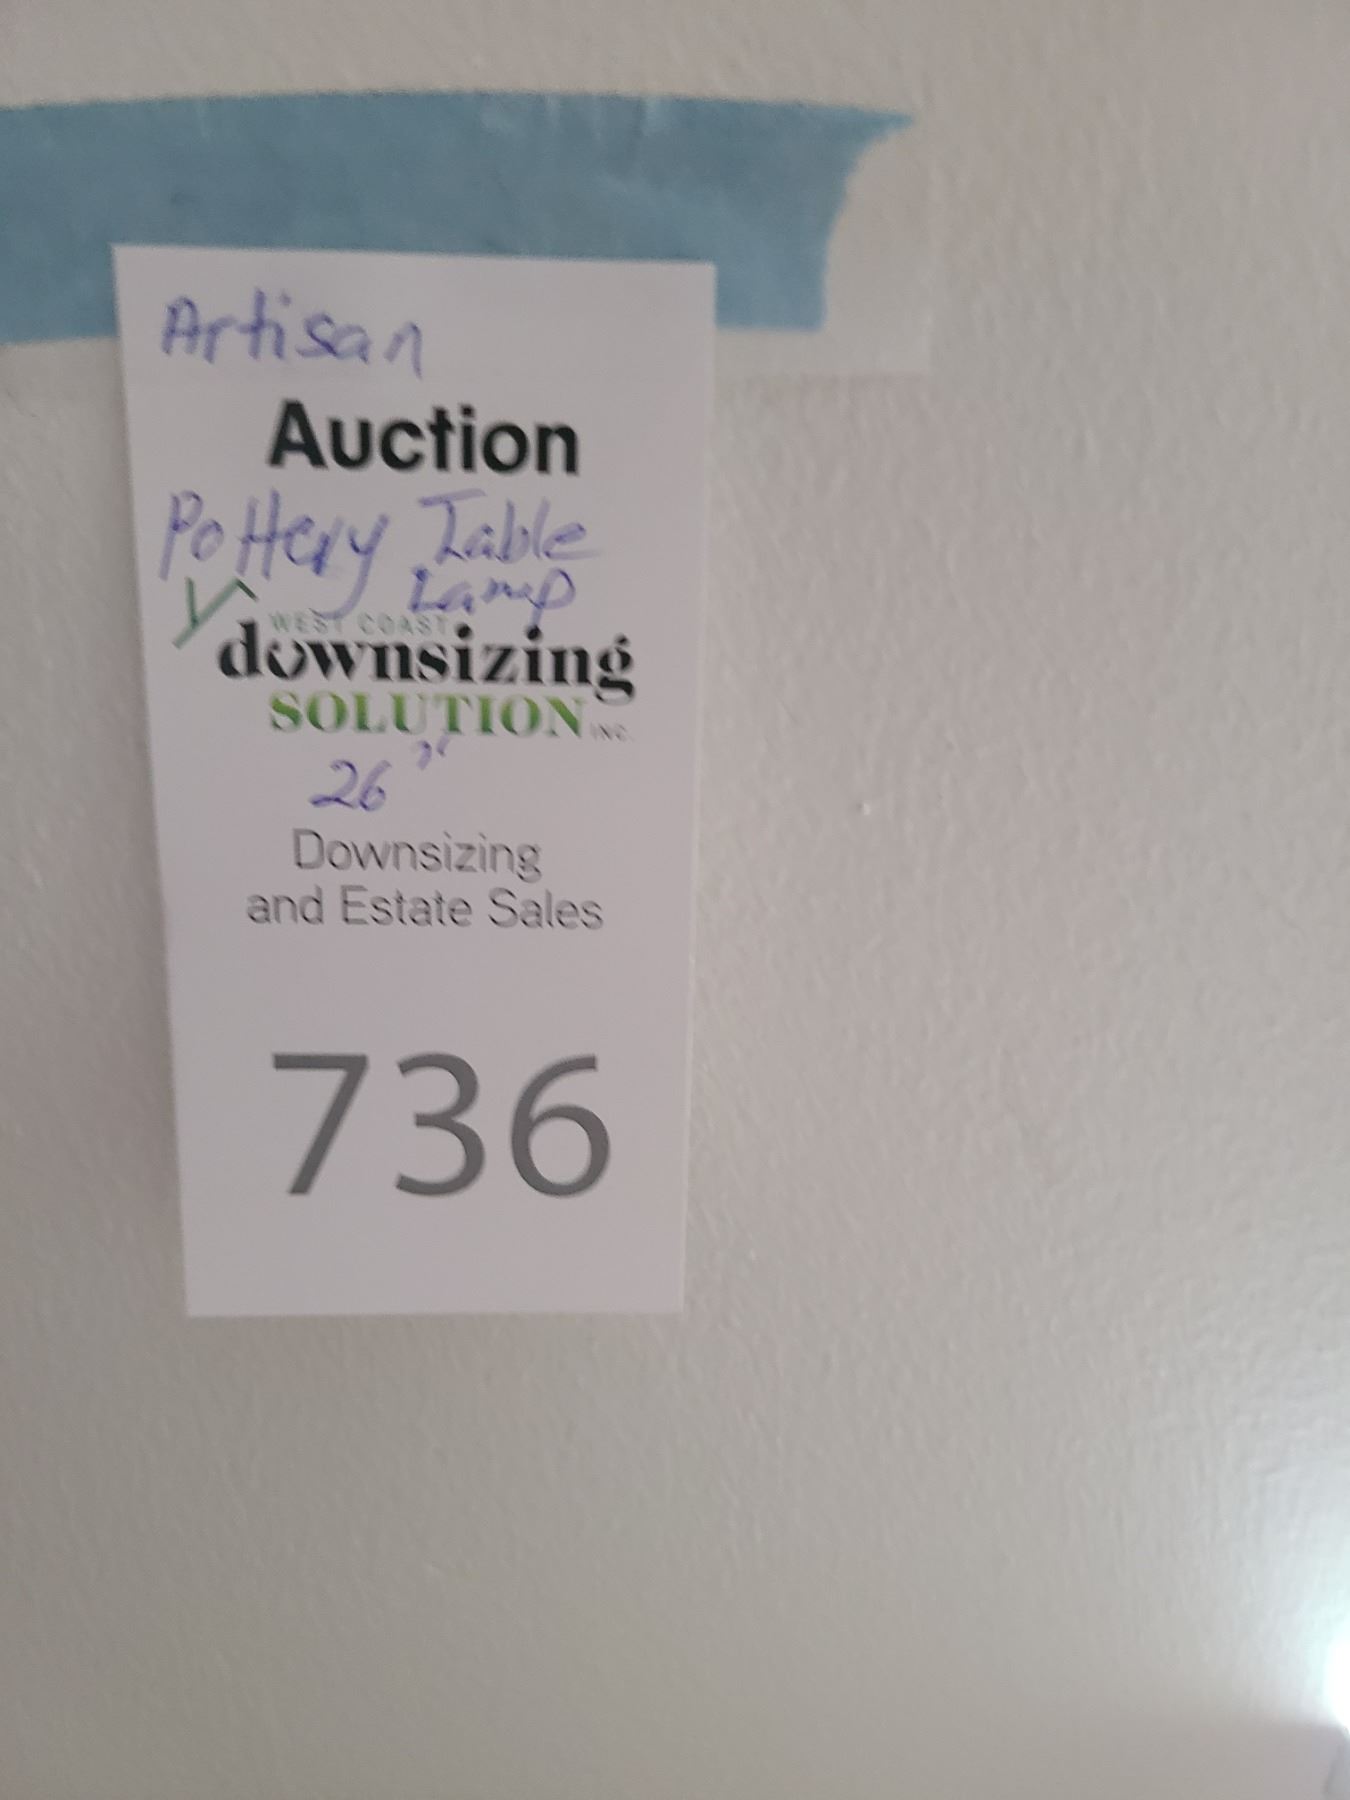 Artisan
Auction
Pottery Table
Lamp
WEST COAST
downsizing
SOLUTION INC.
26"
Downsizing
and Estate Sales
736